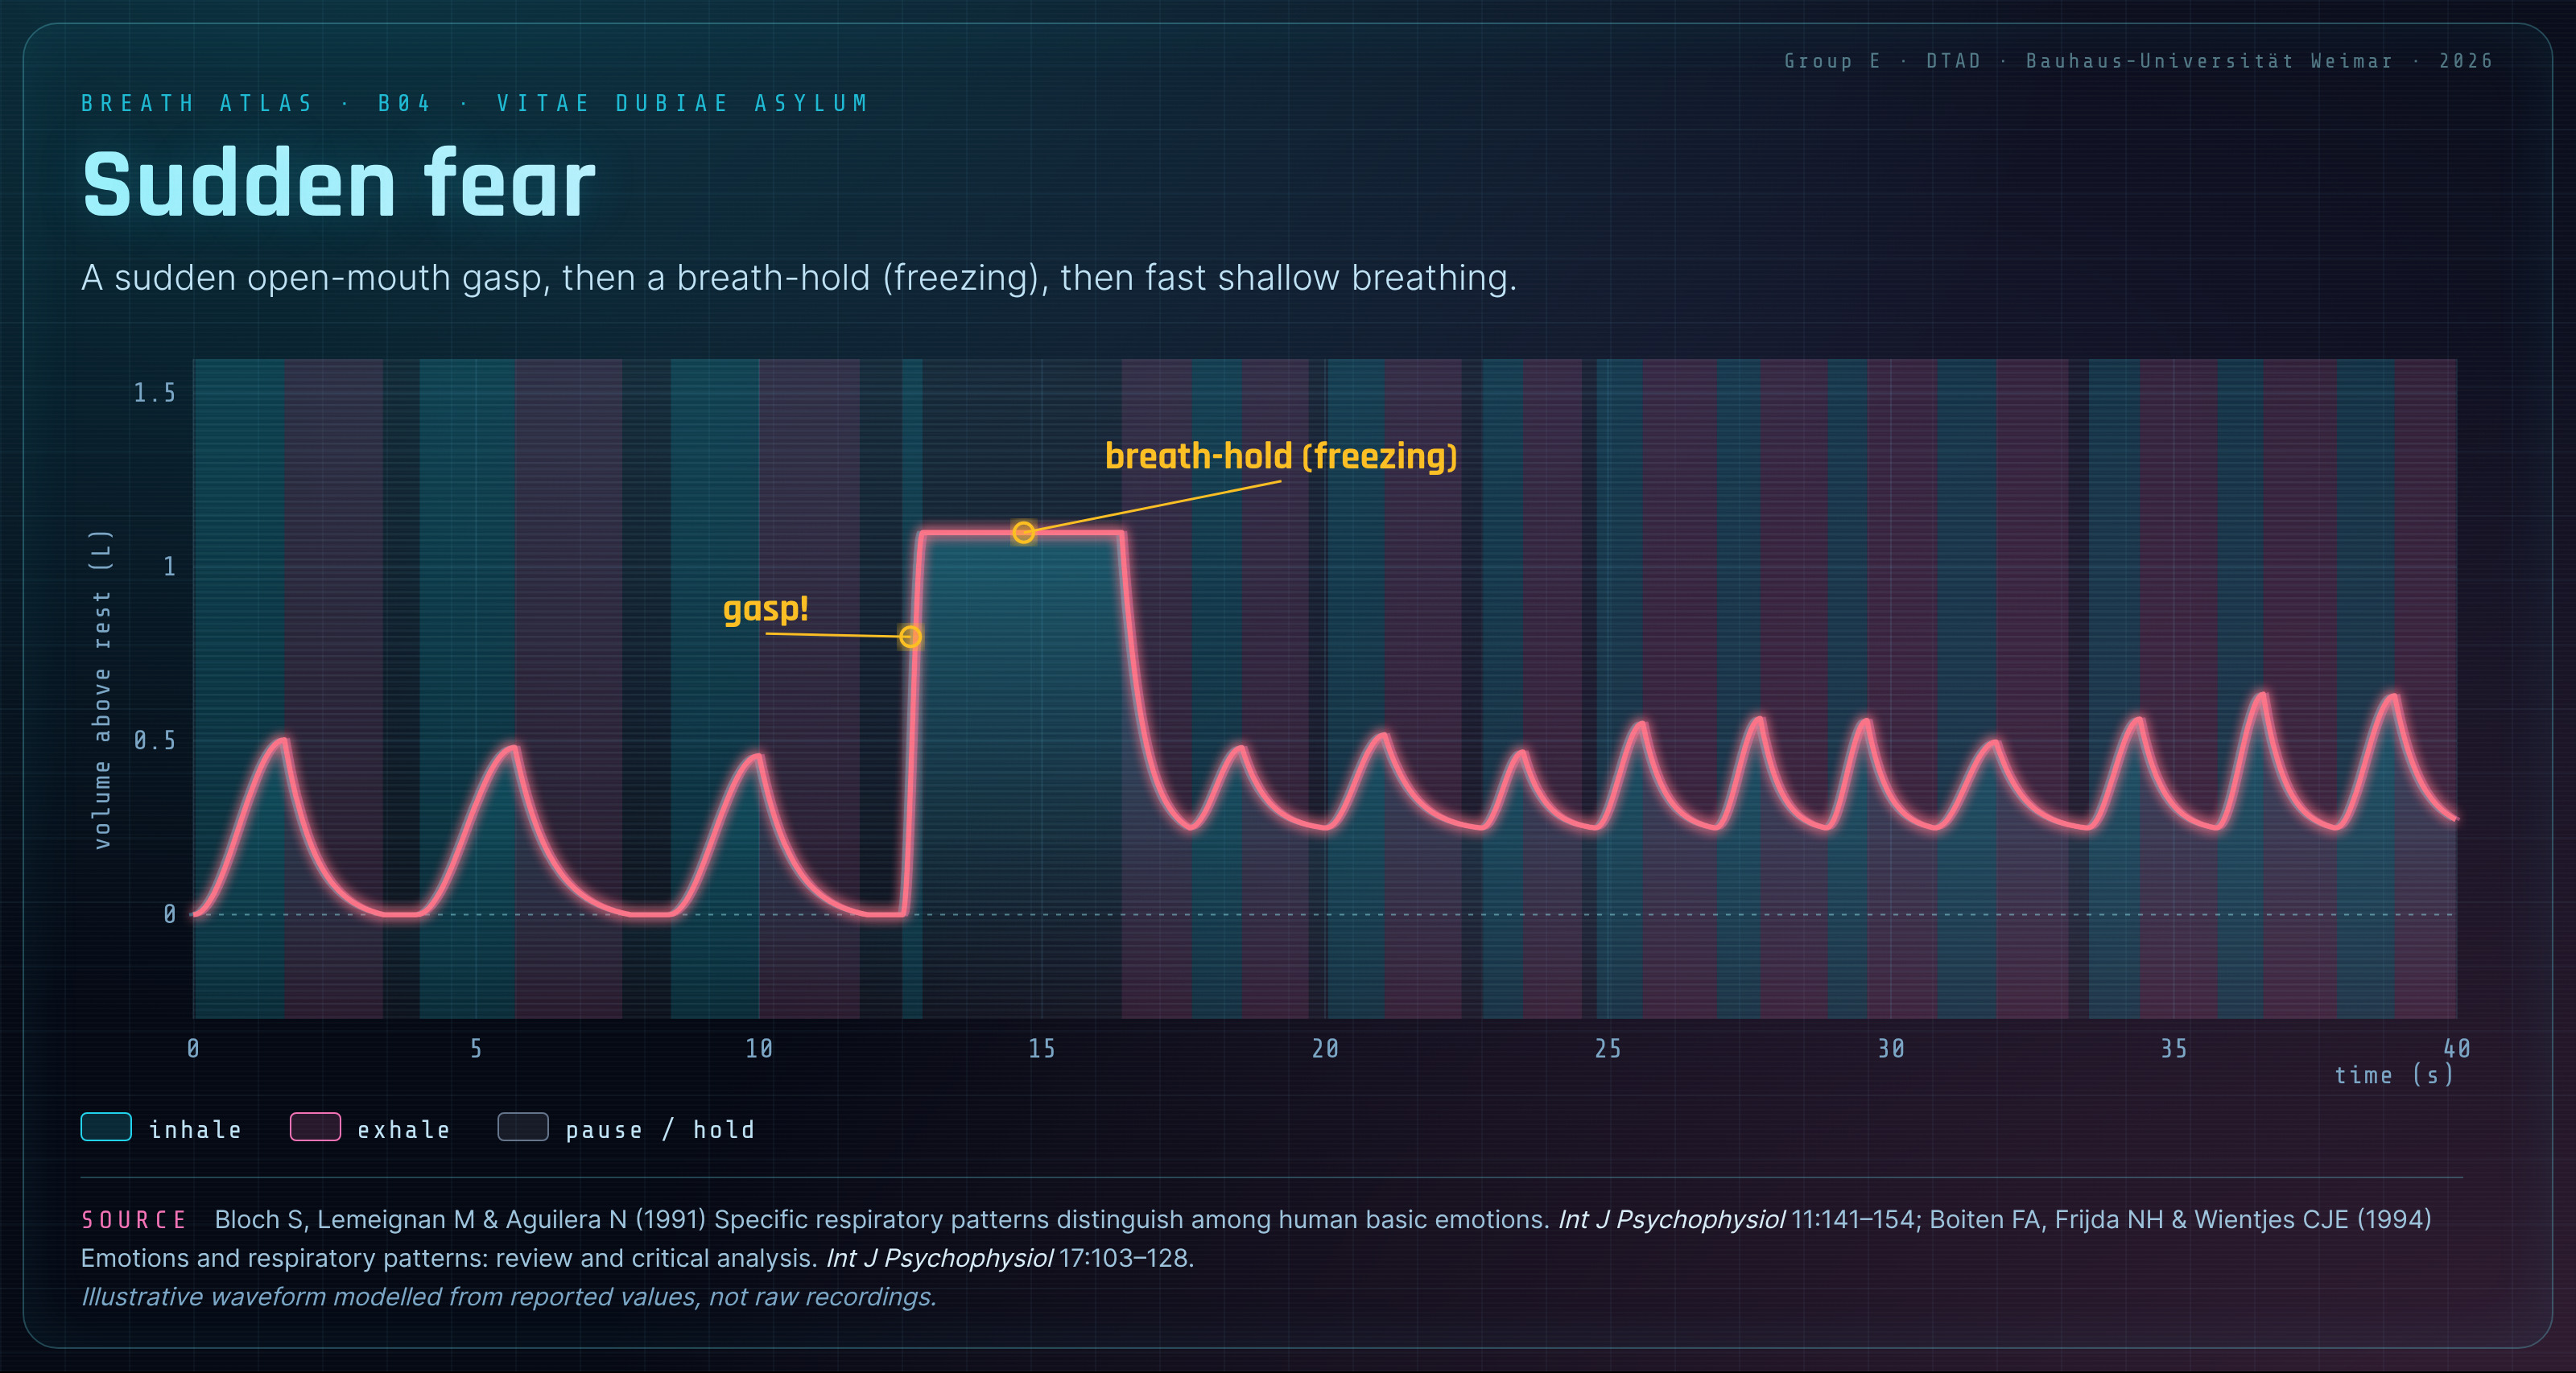 Group E · DTAD · Bauhaus-Universität Weimar · 2026
BREATH ATLAS · B04 · VITAE DUBIAE ASYLUM
Sudden fear
A sudden open-mouth gasp, then a breath-hold (freezing), then fast shallow breathing.
1.5
1
0.5
0
volume above rest (L)
breath-hold (freezing)
gasp!
0 5 10 15 20 25 30 35 40
time (s)
inhale exhale pause / hold
SOURCE Bloch S, Lemeignan M & Aguilera N (1991) Specific respiratory patterns distinguish among human basic emotions. Int J Psychophysiol 11:141–154; Boiten FA, Frijda NH & Wientjes CJE (1994)
Emotions and respiratory patterns: review and critical analysis. Int J Psychophysiol 17:103–128.
Illustrative waveform modelled from reported values, not raw recordings.